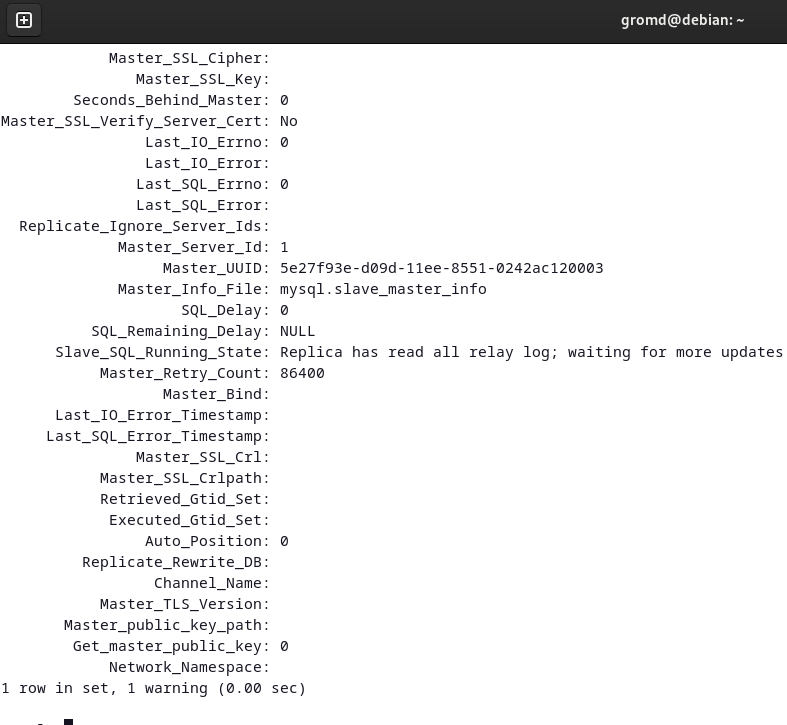 gromd@debian: ~
Master_SSL_Cipher:
Master_SSL_Key:
Seconds_Behind_Master: 0
Master_SSL_Verify_Server_Cert: No
Last_IO_Errno: 0
Last_IO_Error:
Last_SQL_Errno: 0
Last_SQL_Error:
Replicate_Ignore_Server_Ids:
Master_Server_Id: 1
Master_UUID: 5e27f93e-d09d-11ee-8551-0242ac120003
Master_Info_File: mysql.slave_master_info
SQL_Delay: 0
SQL_Remaining_Delay: NULL
Slave_SQL_Running_State: Replica has read all relay log; waiting for more updates
Master_Retry_Count: 86400
Master_Bind:
Last_IO_Error_Timestamp:
Last_SQL_Error_Timestamp:
Master_SSL_Crl:
Master_SSL_Crlpath:
Retrieved_Gtid_Set:
Executed_Gtid_Set:
Auto_Position: 0
Replicate_Rewrite_DB:
Channel_Name:
Master_TLS_Version:
Master_public_key_path:
Get_master_public_key: 0
Network_Namespace:
1 row in set, 1 warning (0.00 sec)